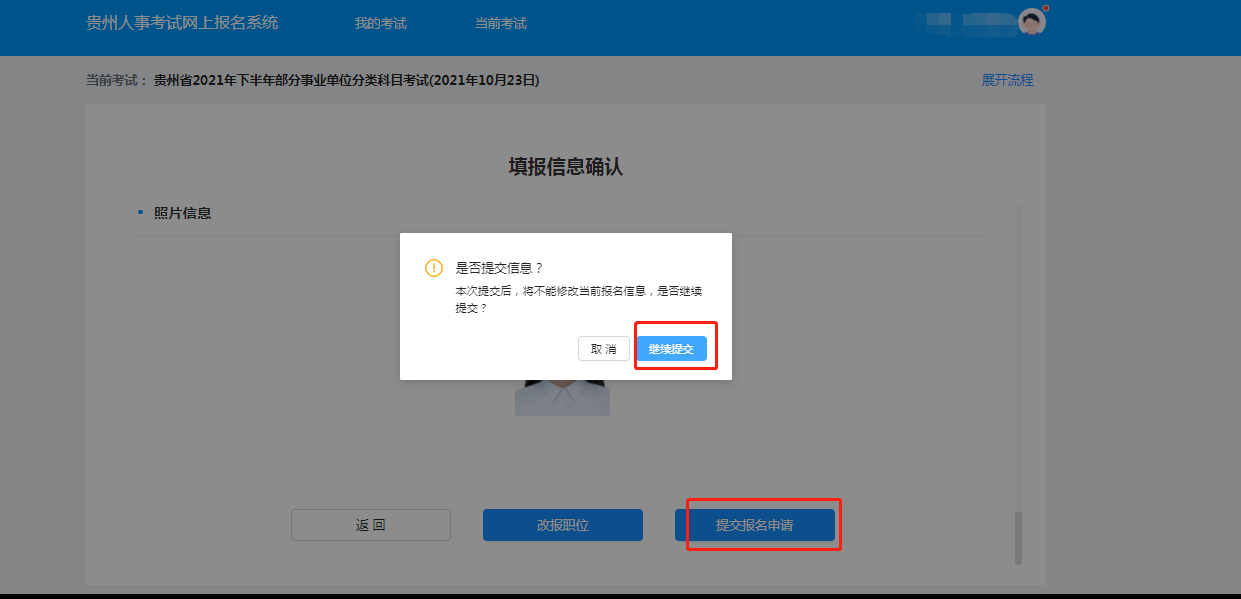 贵州人事考试网上报名系统
我的考试
当前考试
当前考试： 贵州省2021年下半年部分事业单位分类科目考试(2021年10月23日)
展开流程
填报信息确认
照片信息
是否提交信息？
本次提交后，将不能修改当前报名信息，是否继续
提交？
取 消
继续提交
返 回
改报职位
提交报名申请